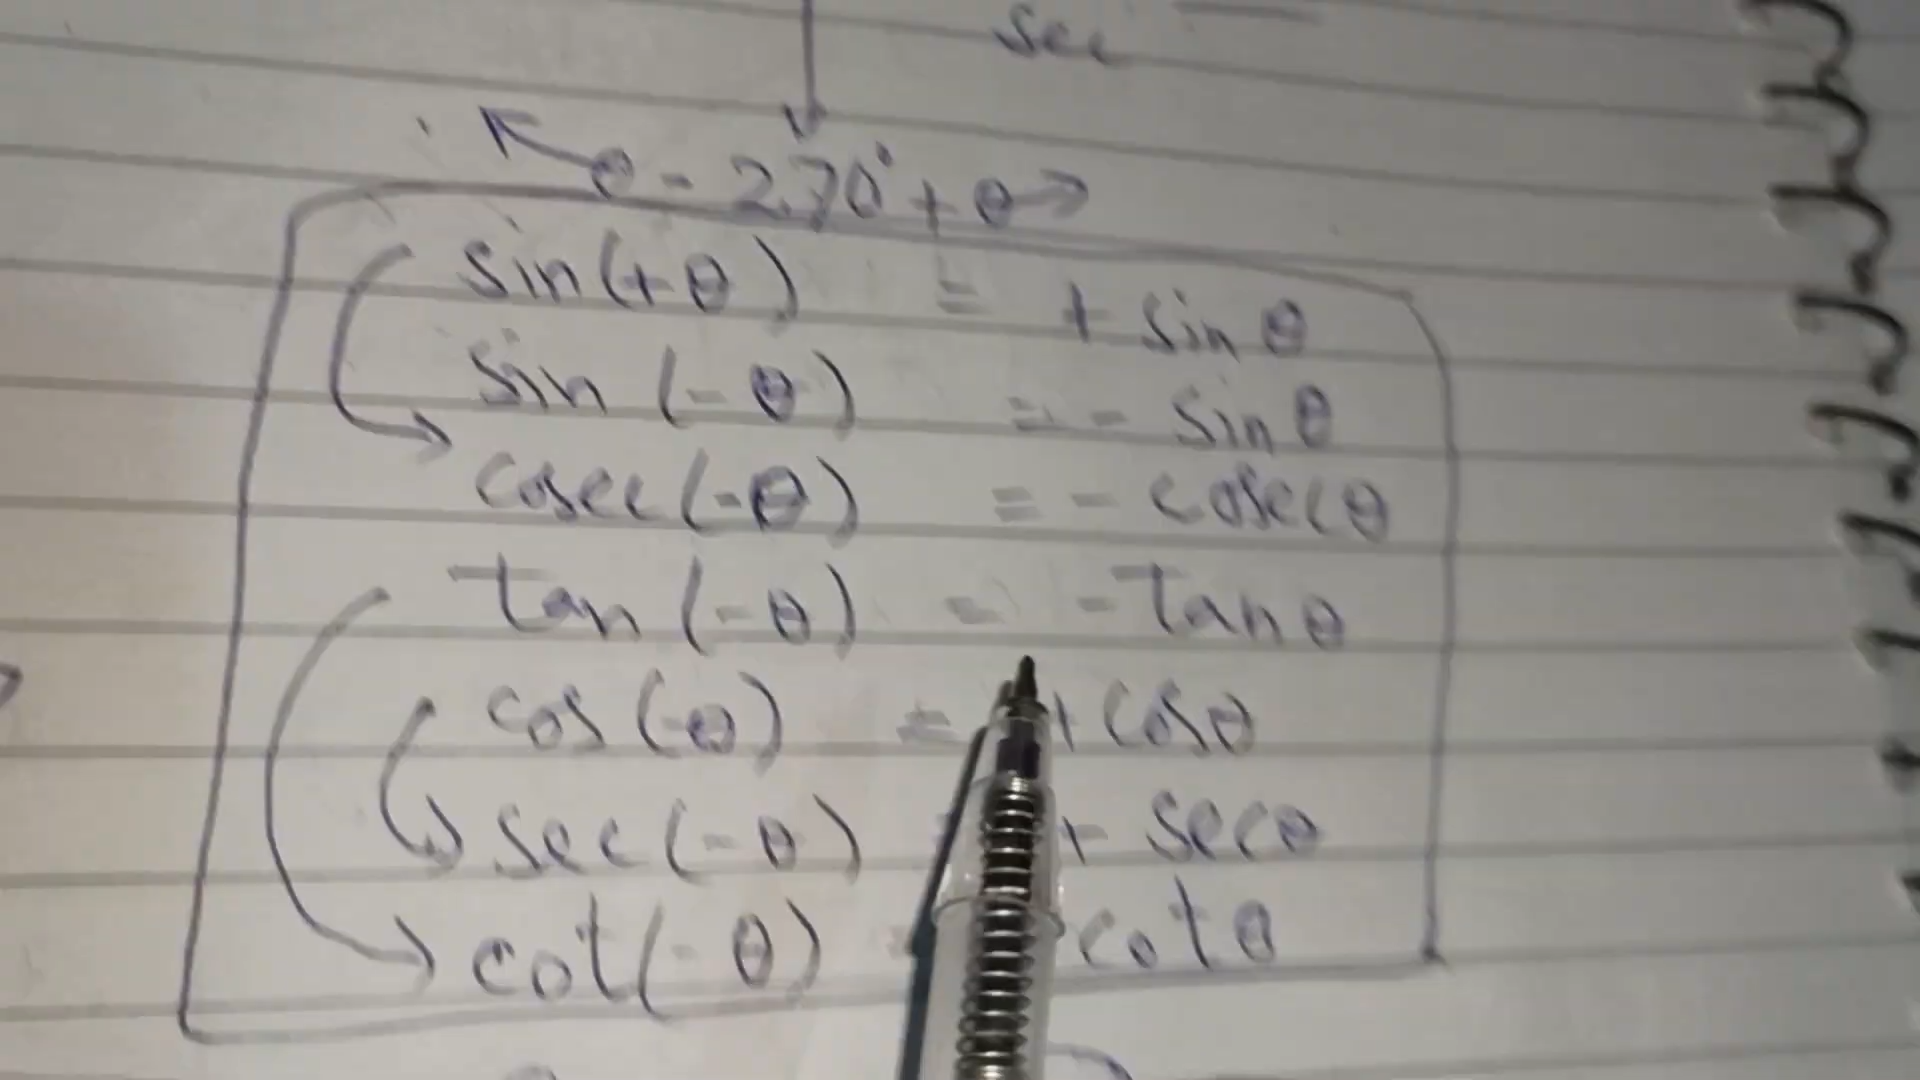 sec
θ - 270° + θ
sin(+θ) = + sin θ
sin (-θ) = - sin θ
cosec(-θ) = - cosec θ
tan (-θ) = - tan θ
cos (-θ) = + cos θ
sec (-θ) + sec θ
cot (- θ) cot θ